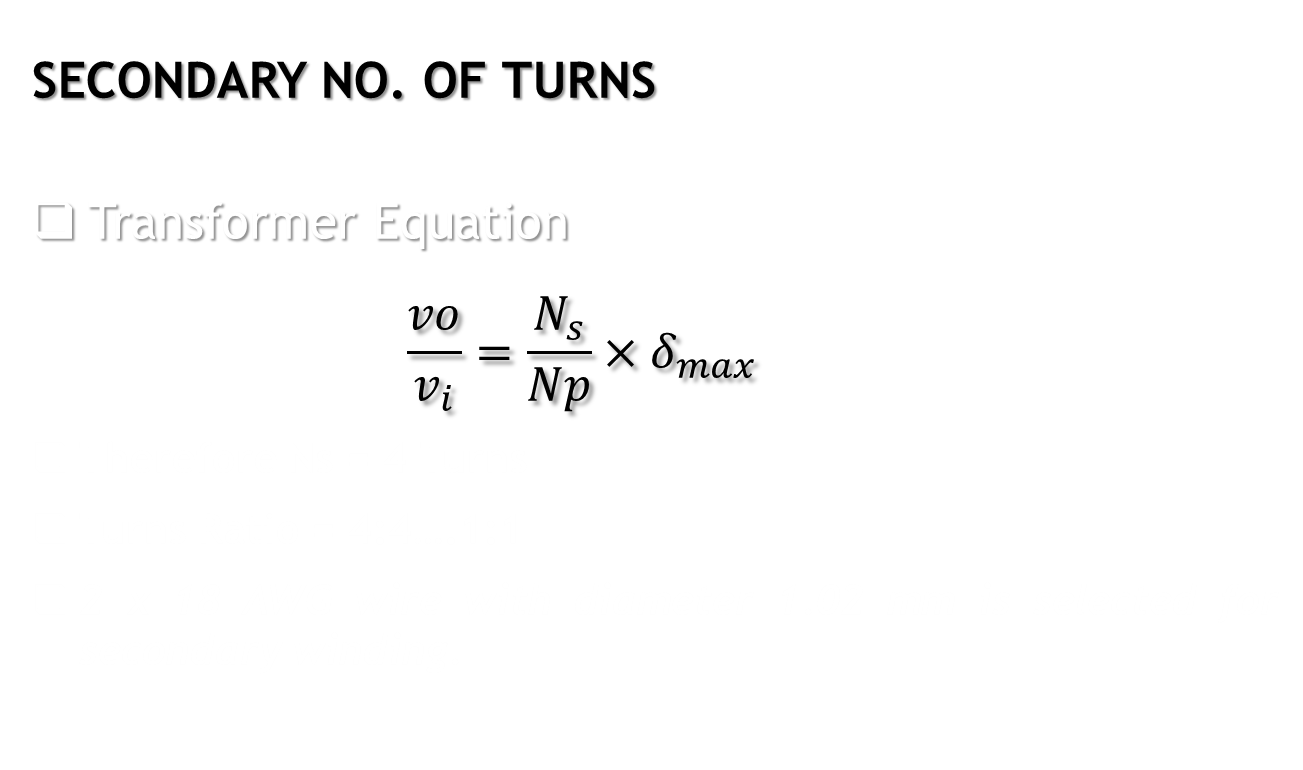 SECONDARY NO. OF TURNS
❑ Transformer Equation
vo/v_i = N_s/Np × δ_max